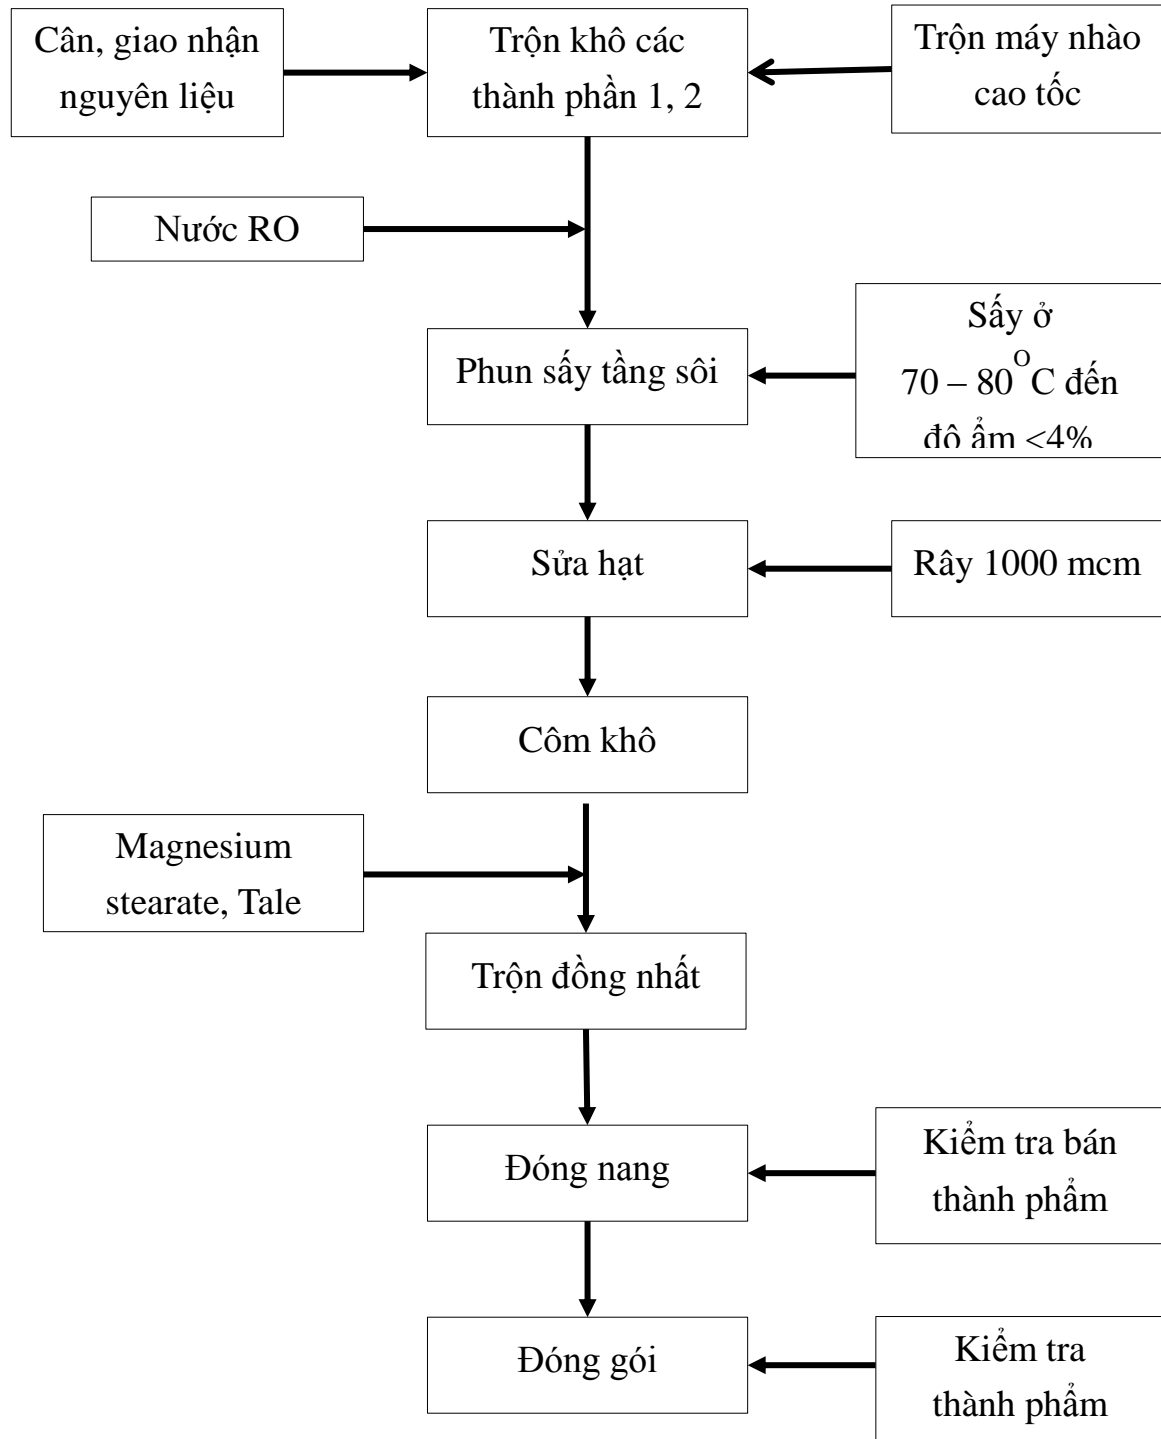 Cân, giao nhận
nguyên liệu
Trộn khô các
thành phần 1, 2
Trộn máy nhào
cao tốc
Nước RO
Sấy ở
70 – 80°C đến
độ ẩm <4%
Phun sấy tầng sôi
Sửa hạt
Rây 1000 mcm
Côm khô
Magnesium
stearate, Tale
Trộn đồng nhất
Đóng nang
Kiểm tra bán
thành phẩm
Đóng gói
Kiểm tra
thành phẩm